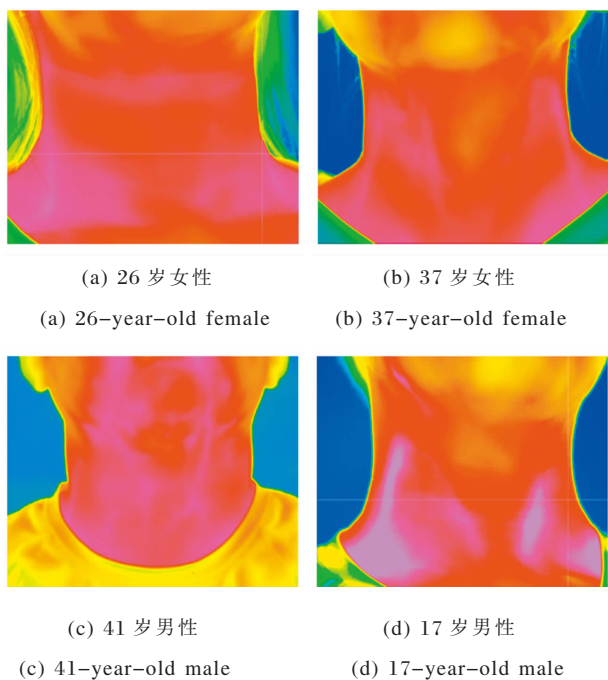 (a) 26 岁女性
(b) 37 岁女性
(a) 26-year-old female
(b) 37-year-old female
(c) 41 岁男性
(d) 17 岁男性
(c) 41-year-old male
(d) 17-year-old male